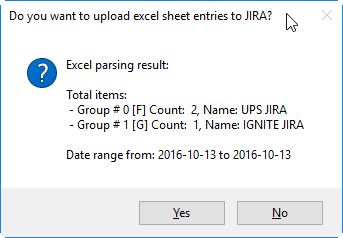 Do you want to upload excel sheet entries to JIRA?
Excel parsing result:
Total items:
- Group # 0 [F] Count:  2, Name: UPS JIRA
- Group # 1 [G] Count:  1, Name: IGNITE JIRA
Date range from: 2016-10-13 to 2016-10-13
Yes No